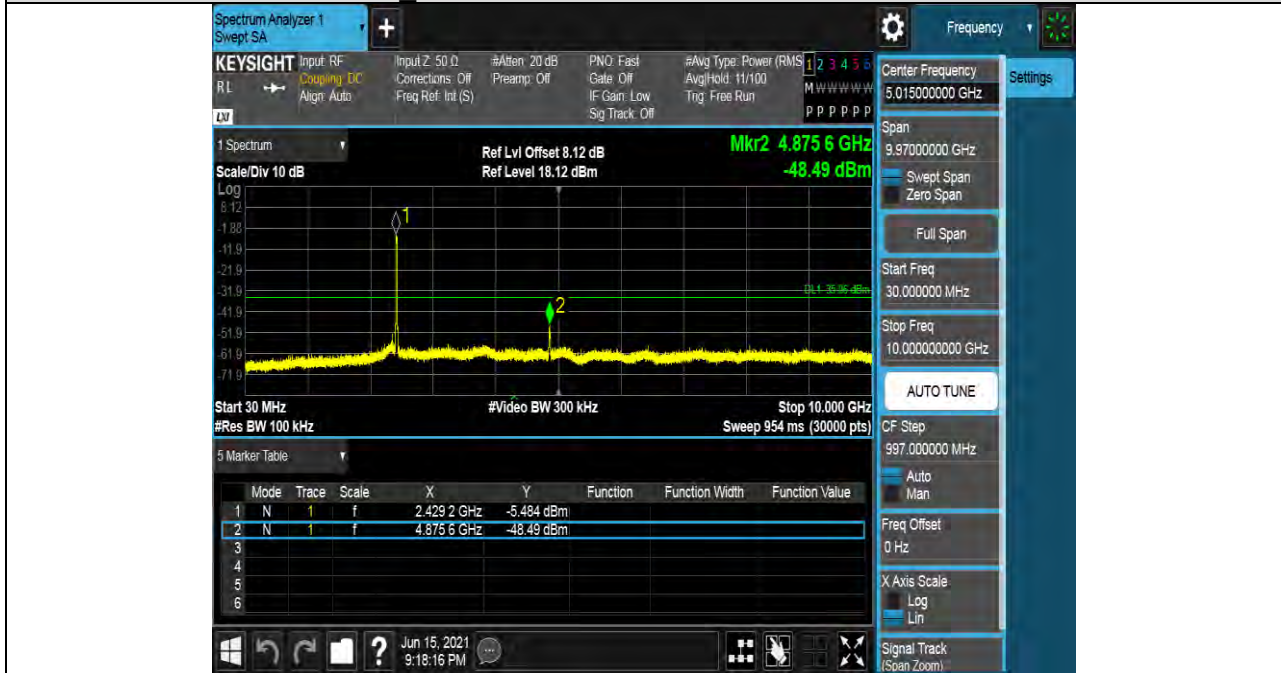 Spectrum Analyzer 1
Swept SA
+
Frequency
KEYSIGHT Input: RF Input Z: 50 Ω #Atten: 20 dB PNO: Fast #Avg Type: Power (RMS 1 2 3 4 5 6
RL Coupling: DC Corrections: Off Preamp: Off Gate: Off Avg|Hold: 11/100 M W W W W W
Align: Auto Freq Ref: Int (S) IF Gain: Low Trig: Free Run
LXI Sig Track: Off P P P P P P
Center Frequency
5.015000000 GHz
Settings
Span
9.97000000 GHz
Swept Span
Zero Span
Full Span
Start Freq
30.000000 MHz
Stop Freq
10.000000000 GHz
AUTO TUNE
CF Step
997.000000 MHz
Auto
Man
Freq Offset
0 Hz
X Axis Scale
Log
Lin
Signal Track
(Span Zoom)
1 Spectrum
Scale/Div 10 dB
Ref Lvl Offset 8.12 dB
Ref Level 18.12 dBm
Mkr2 4.875 6 GHz
-48.49 dBm
Log
8.12
-1.88
-11.9
-21.9
-31.9
-41.9
-51.9
-61.9
-71.9
1
2
Start 30 MHz #Video BW 300 kHz Stop 10.000 GHz
#Res BW 100 kHz Sweep 954 ms (30000 pts)
5 Marker Table
Mode Trace Scale X Y Function Function Width Function Value
1 N 1 f 2.429 2 GHz -5.484 dBm
2 N 1 f 4.875 6 GHz -48.49 dBm
3
4
5
6
?
Jun 15, 2021
9:18:16 PM